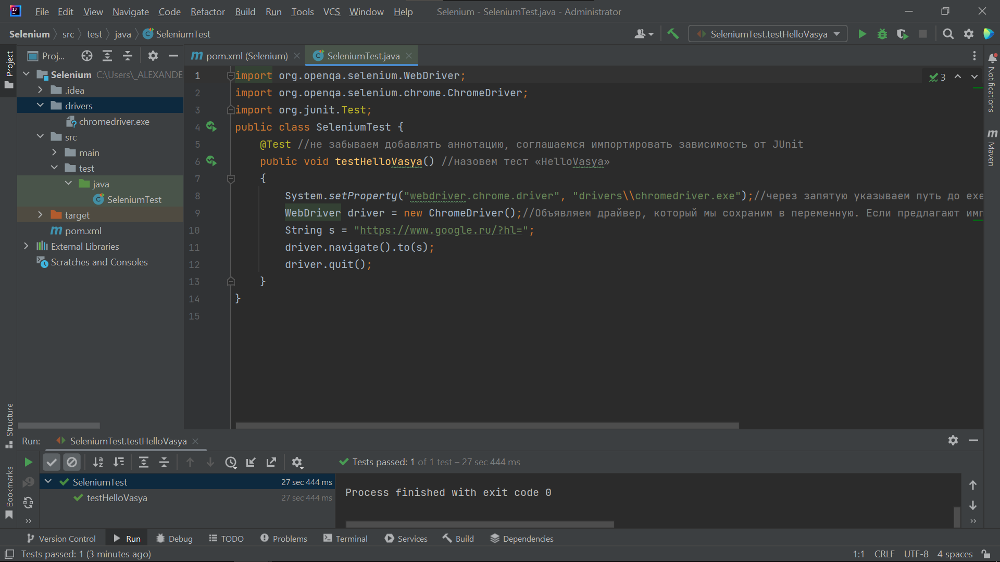 File Edit View Navigate Code Refactor Build Run Tools VCS Window Help Selenium - SeleniumTest.java - Administrator
Selenium src test java SeleniumTest SeleniumTest.testHelloVasya
Project
Proj...
pom.xml (Selenium) SeleniumTest.java
Selenium C:\Users\_ALEXANDE
.idea
drivers
chromedriver.exe
src
main
test
java
SeleniumTest
target
pom.xml
External Libraries
Scratches and Consoles
1 import org.openqa.selenium.WebDriver;
2 import org.openqa.selenium.chrome.ChromeDriver;
3 import org.junit.Test;
4 public class SeleniumTest {
5 @Test //не забываем добавлять аннотацию, соглашаемся импортировать зависимость от JUnit
6 public void testHelloVasya() //назовем тест «HelloVasya»
7 {
8 System.setProperty("webdriver.chrome.driver", "drivers\\chromedriver.exe");//через запятую указываем путь до exe
9 WebDriver driver = new ChromeDriver();//Объявляем драйвер, который мы сохраним в переменную. Если предлагают имп
10 String s = "https://www.google.ru/?hl=";
11 driver.navigate().to(s);
12 driver.quit();
13 }
14 }
15
3
Notifications
Maven
Structure
Bookmarks
Run: SeleniumTest.testHelloVasya
Tests passed: 1 of 1 test – 27 sec 444 ms
SeleniumTest 27 sec 444 ms
testHelloVasya 27 sec 444 ms
Process finished with exit code 0
Version Control Run Debug TODO Problems Terminal Services Build Dependencies
Tests passed: 1 (3 minutes ago) 1:1 CRLF UTF-8 4 spaces